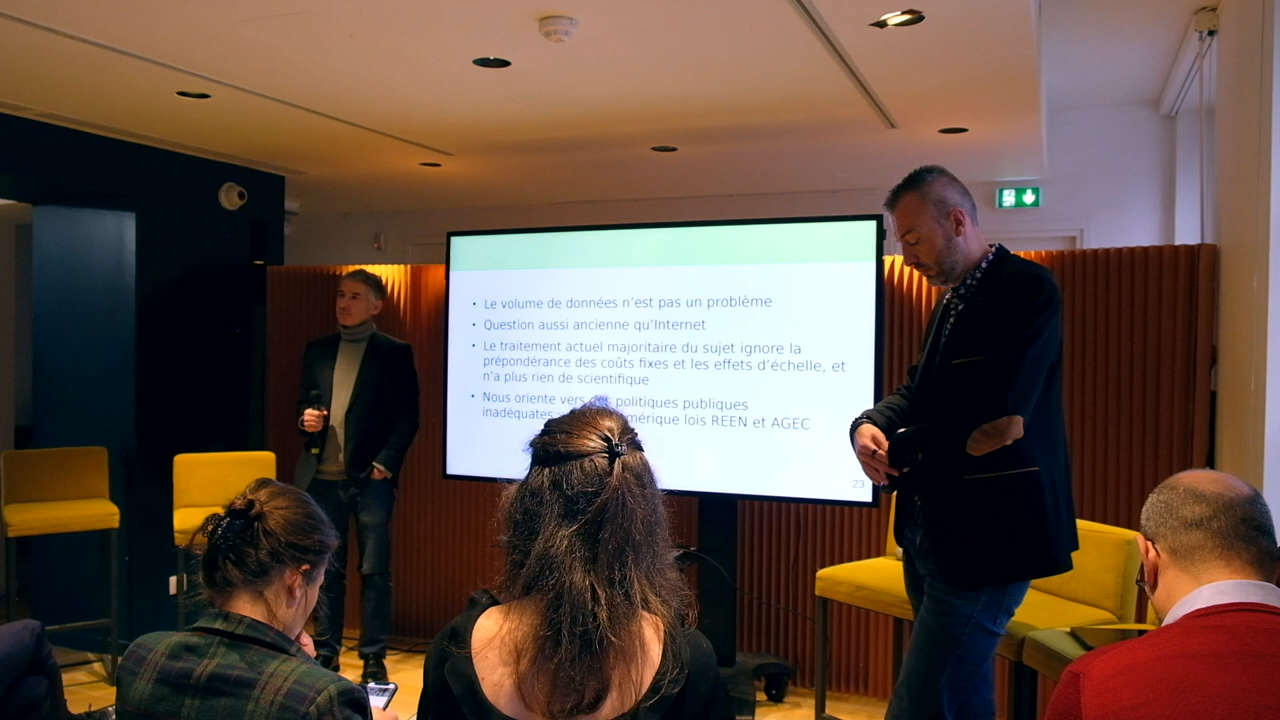 • Le volume de données n'est pas un problème
• Question aussi ancienne qu'Internet
• Le traitement actuel majoritaire du sujet ignore la
prépondérance des coûts fixes et les effets d'échelle, et
n'a plus rien de scientifique
• Nous oriente vers des politiques publiques
inadéquates mérique lois REEN et AGEC
23